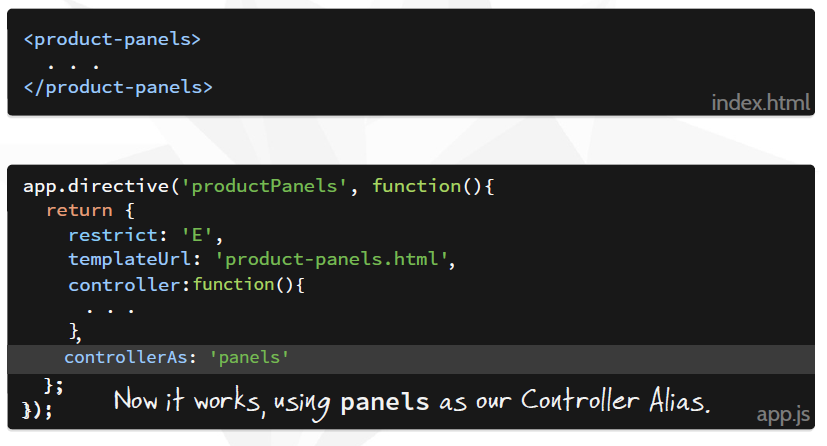 <product-panels>
. . .
</product-panels>
index.html
app.directive('productPanels', function(){
return {
restrict: 'E',
templateUrl: 'product-panels.html',
controller:function(){
. . .
},
controllerAs: 'panels'
};
});
Now it works, using panels as our Controller Alias.
app.js